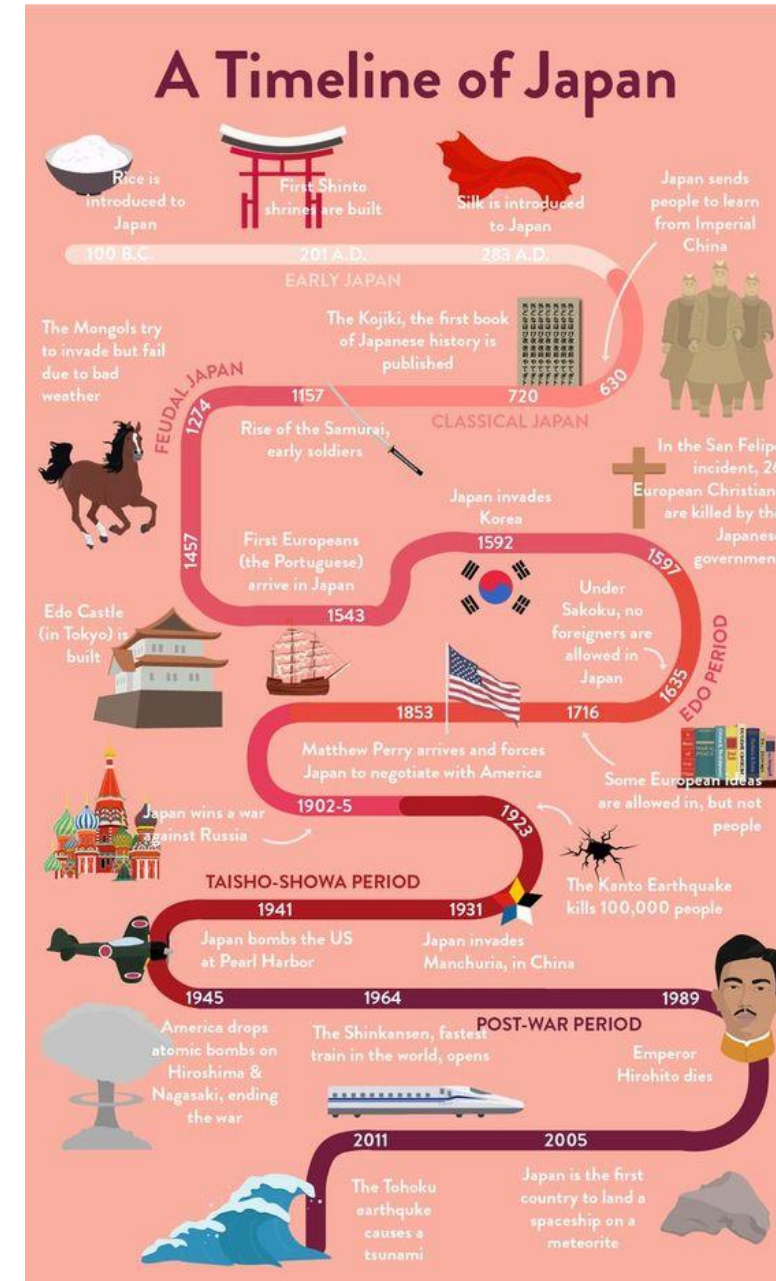 A Timeline of Japan
Rice is
introduced to
Japan
First Shinto
shrines are built
Silk is introduced
to Japan
Japan sends
people to learn
from Imperial
China
100 B.C.
201 A.D.
283 A.D.
EARLY JAPAN
The Mongols try
to invade but fail
due to bad
weather
The Kojiki, the first book
of Japanese history is
published
630
720
CLASSICAL JAPAN
1157
Rise of the Samurai,
early soldiers
FEUDAL JAPAN
1274
1457
Edo Castle
(in Tokyo) is
built
First Europeans
(the Portuguese)
arrive in Japan
1543
Japan invades
Korea
1592
In the San Felip
incident, 2
European Christian
are killed by th
Japanes
governmen
1597
Under
Sakoku, no
foreigners are
allowed in
Japan
1635
EDO PERIOD
1716
1853
Matthew Perry arrives and forces
Japan to negotiate with America
Some European ideas
are allowed in, but not
people
Japan wins a war
against Russia
1902-5
1923
The Kanto Earthquake
kills 100,000 people
TAISHO-SHOWA PERIOD
1941
1931
Japan bombs the US
at Pearl Harbor
Japan invades
Manchuria, in China
1945
1964
1989
POST-WAR PERIOD
America drops
atomic bombs on
Hiroshima &
Nagasaki, ending
the war
The Shinkansen, fastest
train in the world, opens
Emperor
Hirohito dies
2011
2005
The Tohoku
earthquke
causes a
tsunami
Japan is the first
country to land a
spaceship on a
meteorite